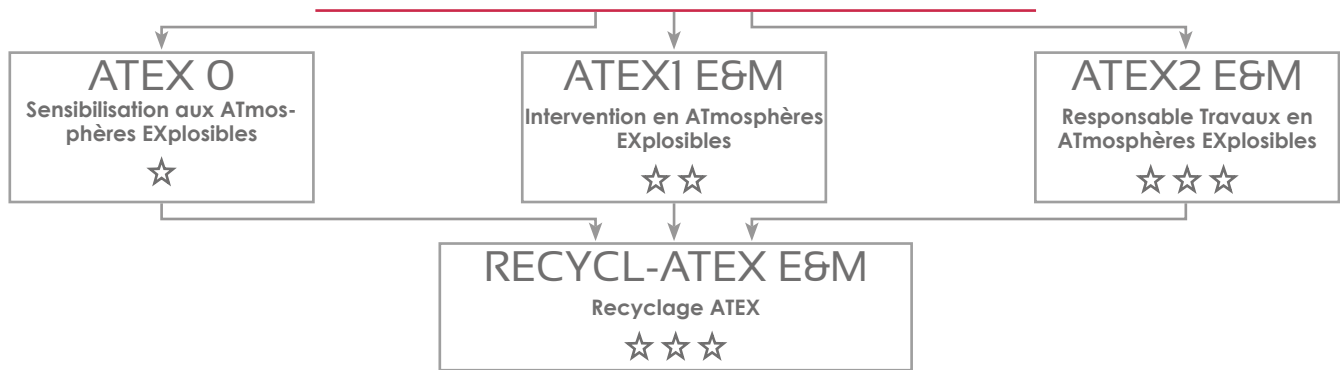 ATEX 0
Sensibilisation aux ATmos-
phères EXplosibles
ATEX1 E&M
Intervention en ATmosphères
EXplosibles
ATEX2 E&M
Responsable Travaux en
ATmosphères EXplosibles
RECYCL-ATEX E&M
Recyclage ATEX